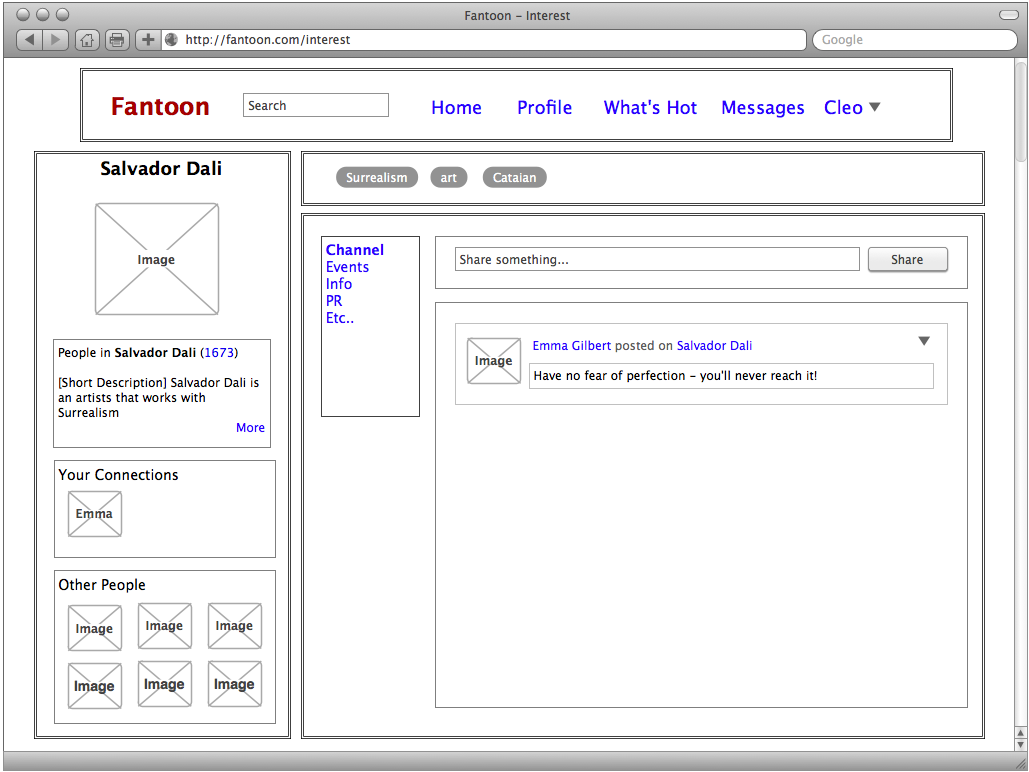 Fantoon – Interest
http://fantoon.com/interest
Google
Fantoon
Search
Home
Profile
What's Hot
Messages
Cleo
Salvador Dali
Image
People in Salvador Dali (1673)
[Short Description] Salvador Dali is
an artists that works with
Surrealism
More
Your Connections
Emma
Other People
Image
Image
Image
Image
Image
Image
Surrealism
art
Cataian
Channel
Events
Info
PR
Etc..
Share something...
Share
Image
Emma Gilbert posted on Salvador Dali
Have no fear of perfection – you'll never reach it!